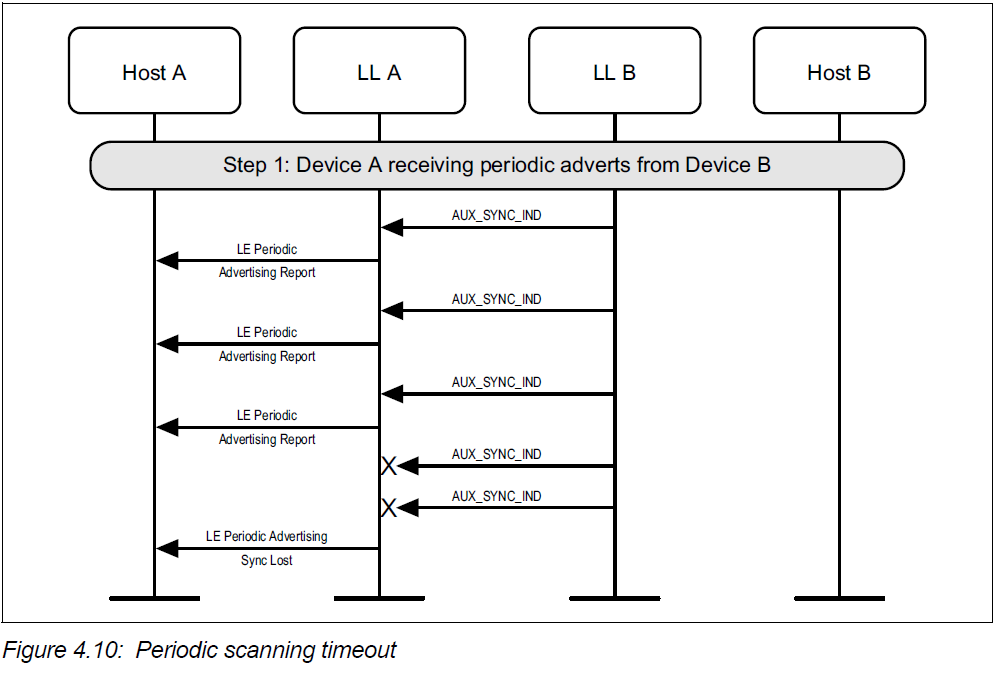 Host A
LL A
LL B
Host B
Step 1: Device A receiving periodic adverts from Device B
AUX_SYNC_IND
LE Periodic
Advertising Report
AUX_SYNC_IND
LE Periodic
Advertising Report
AUX_SYNC_IND
LE Periodic
Advertising Report
AUX_SYNC_IND
X
AUX_SYNC_IND
X
LE Periodic Advertising
Sync Lost
Figure 4.10: Periodic scanning timeout